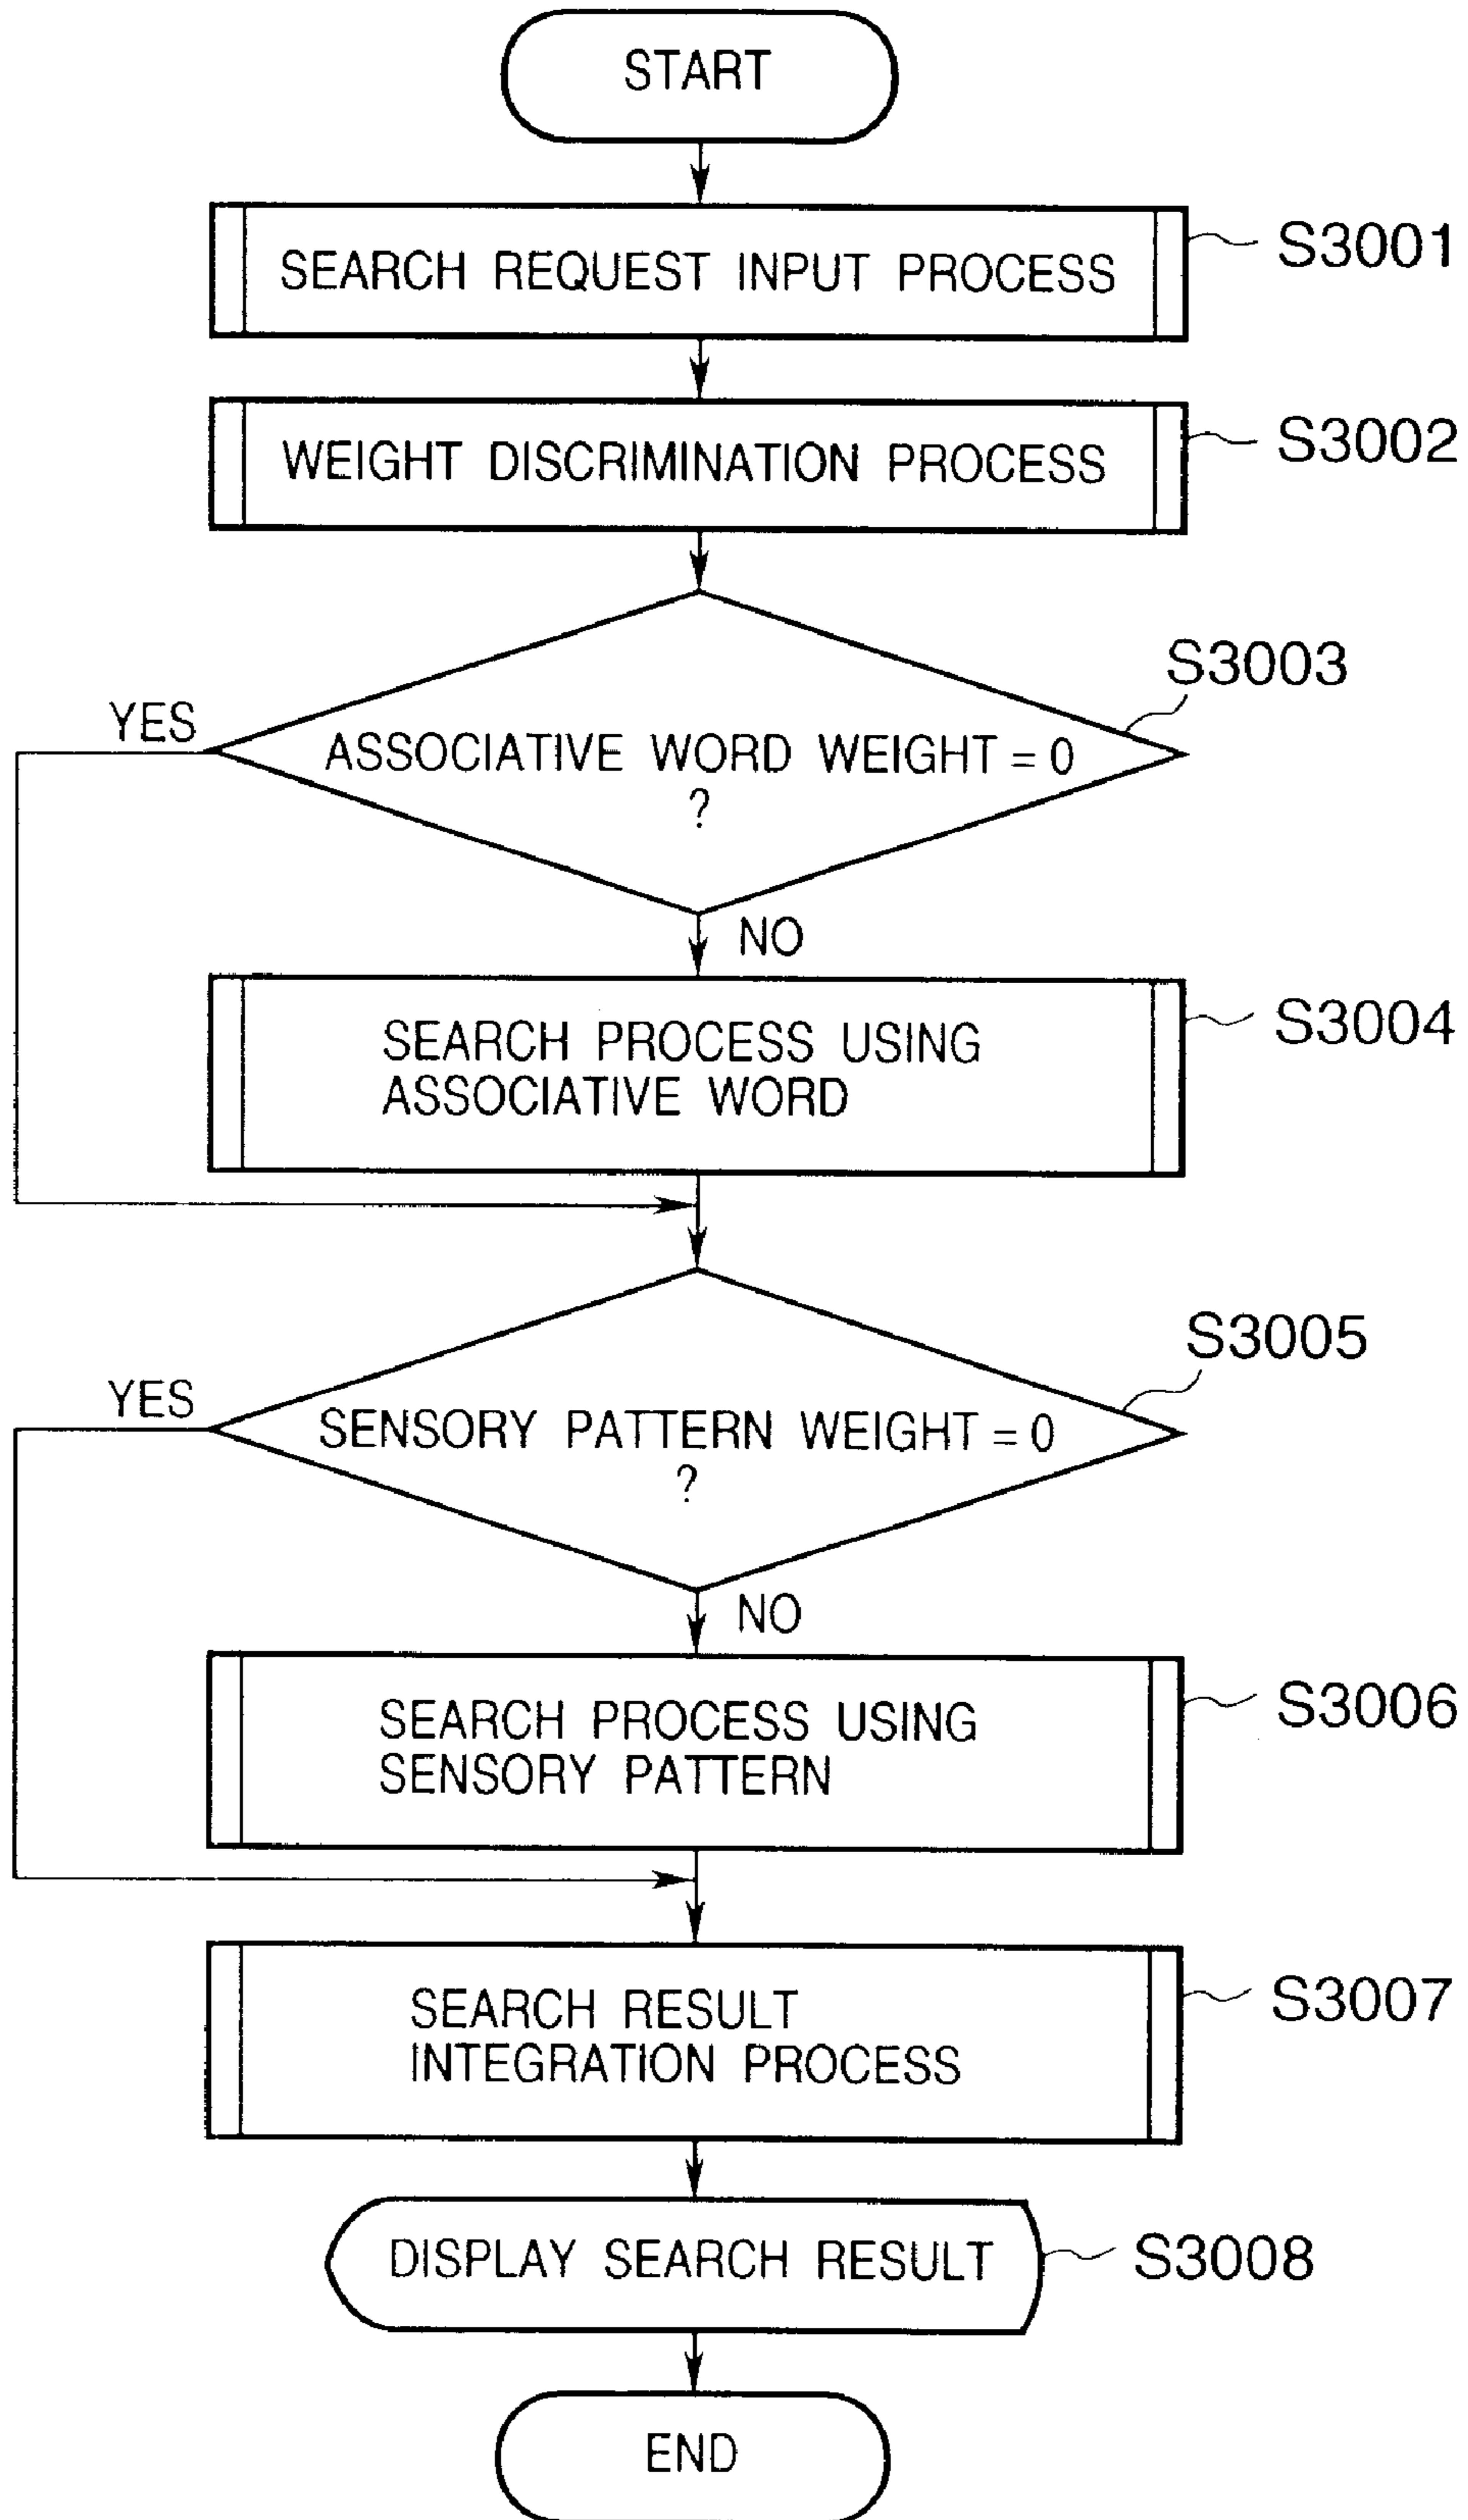 START
SEARCH REQUEST INPUT PROCESS
S3001
WEIGHT DISCRIMINATION PROCESS
S3002
S3003
YES
ASSOCIATIVE WORD WEIGHT = 0
?
NO
SEARCH PROCESS USING
ASSOCIATIVE WORD
S3004
S3005
YES
SENSORY PATTERN WEIGHT = 0
?
NO
SEARCH PROCESS USING
SENSORY PATTERN
S3006
SEARCH RESULT
INTEGRATION PROCESS
S3007
DISPLAY SEARCH RESULT
S3008
END